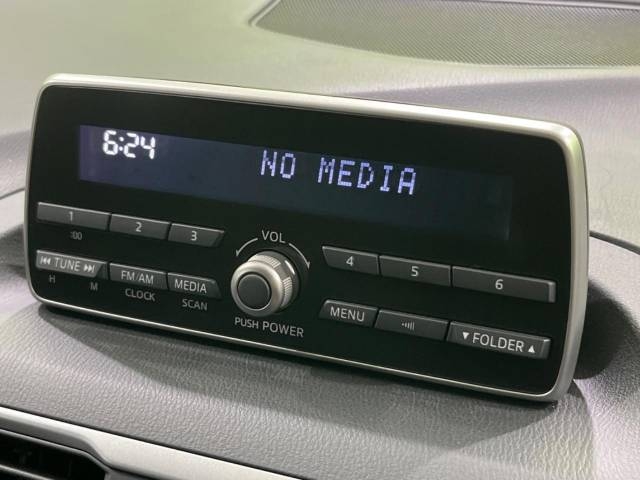 6:24 NO MEDIA
1 2 3 VOL 4 5 6
:00
⏮ TUNE ⏭ FM/AM MEDIA MENU ▼ FOLDER ▲
H M CLOCK SCAN PUSH POWER